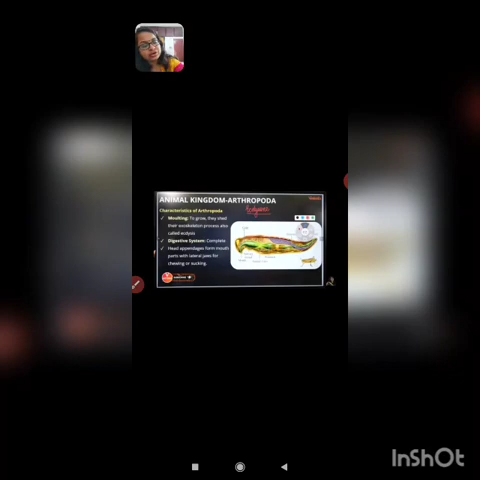 ANIMAL KINGDOM-ARTHROPODA
Characteristics of Arthropoda
✓ Moulting: To grow, they shed
their exoskeleton process also
called ecdysis
✓ Digestive System: Complete
✓ Head appendages form mouth
parts with lateral jaws for
chewing or sucking.
Ecdysis
InShOt